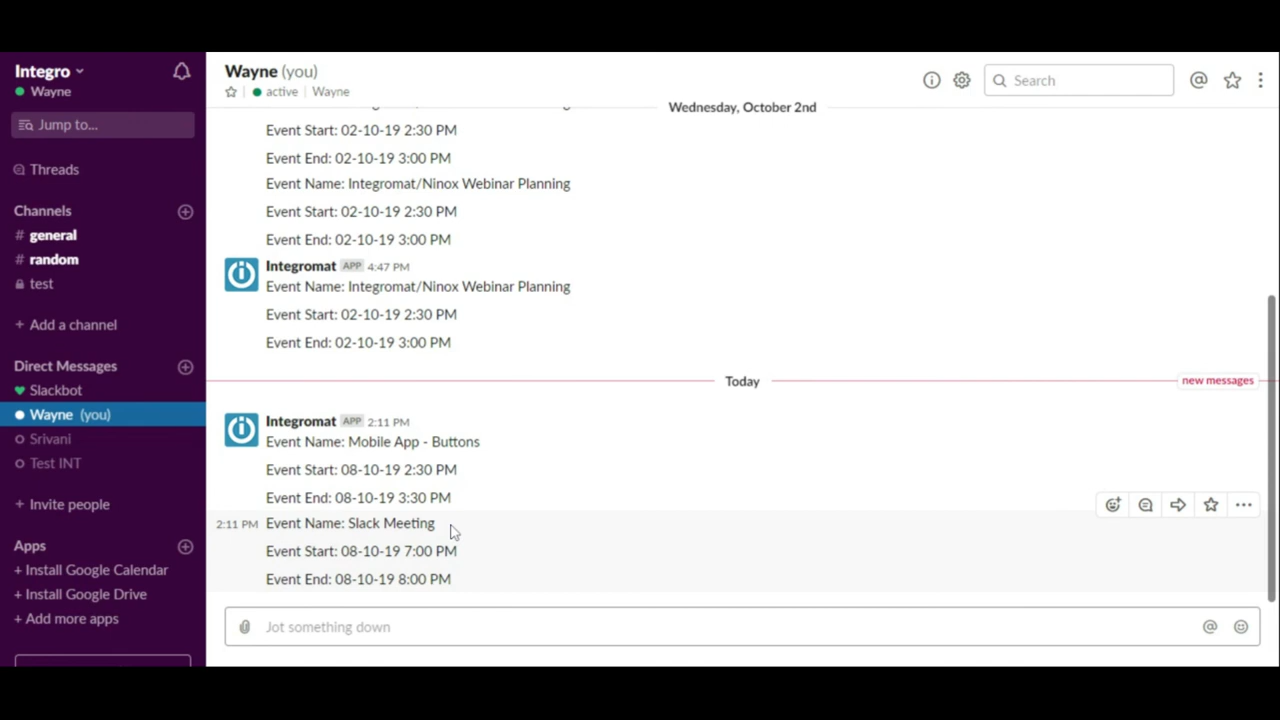 Integro
Wayne
Jump to...
Threads
Channels
# general
# random
test
+ Add a channel
Direct Messages
Slackbot
Wayne (you)
Srivani
Test INT
+ Invite people
Apps
+ Install Google Calendar
+ Install Google Drive
+ Add more apps
Wayne (you)
active | Wayne
Search
Wednesday, October 2nd
Event Start: 02-10-19 2:30 PM
Event End: 02-10-19 3:00 PM
Event Name: Integromat/Ninox Webinar Planning
Event Start: 02-10-19 2:30 PM
Event End: 02-10-19 3:00 PM
Integromat APP 4:47 PM
Event Name: Integromat/Ninox Webinar Planning
Event Start: 02-10-19 2:30 PM
Event End: 02-10-19 3:00 PM
Today
new messages
Integromat APP 2:11 PM
Event Name: Mobile App - Buttons
Event Start: 08-10-19 2:30 PM
Event End: 08-10-19 3:30 PM
2:11 PM Event Name: Slack Meeting
Event Start: 08-10-19 7:00 PM
Event End: 08-10-19 8:00 PM
Jot something down